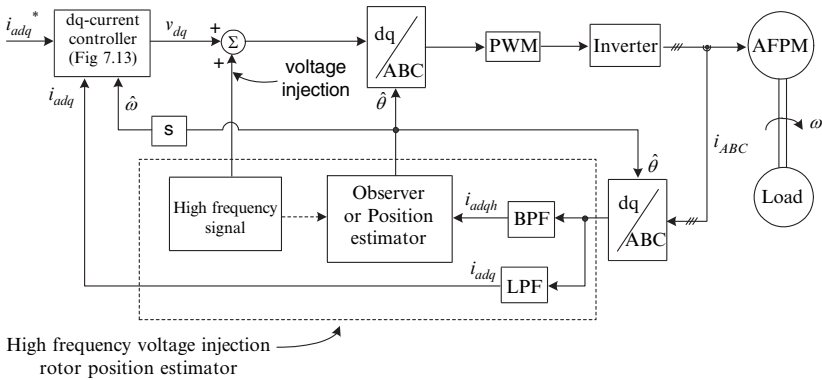 i_adq*
dq-current
controller
(Fig 7.13)
v_dq
+
Σ
+
voltage
injection
dq
ABC
PWM
Inverter
AFPM
i_adq
ω̂
θ̂
s
i_ABC
ω
θ̂
High frequency
signal
Observer
or Position
estimator
i_adqh
BPF
dq
ABC
Load
i_adq
LPF
High frequency voltage injection
rotor position estimator